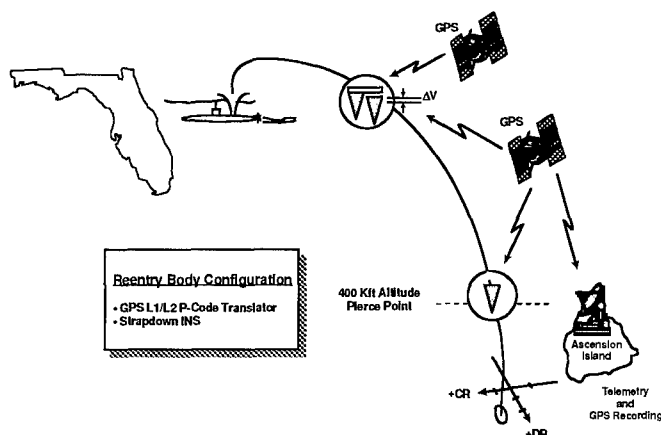 GPS
ΔV
GPS
Reentry Body Configuration
• GPS L1/L2 P-Code Translator
• Strapdown INS
400 Kft Altitude
Pierce Point
Ascension
Island
Telemetry
and
GPS Recording
+CR
+DR